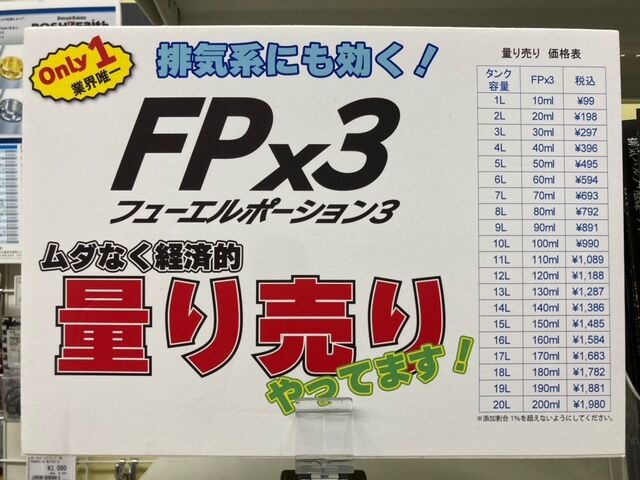 Only 1
業界唯一
排気系にも効く!
FPx3
フューエルポーション3
ムダなく経済的
量り売り
やってます!
量り売り 価格表
タンク容量 FPx3 税込
1L 10ml ¥99
2L 20ml ¥198
3L 30ml ¥297
4L 40ml ¥396
5L 50ml ¥495
6L 60ml ¥594
7L 70ml ¥693
8L 80ml ¥792
9L 90ml ¥891
10L 100ml ¥990
11L 110ml ¥1,089
12L 120ml ¥1,188
13L 130ml ¥1,287
14L 140ml ¥1,386
15L 150ml ¥1,485
16L 160ml ¥1,584
17L 170ml ¥1,683
18L 180ml ¥1,782
19L 190ml ¥1,881
20L 200ml ¥1,980
※添加割合1%を超えないようにしてください。
¥3,080